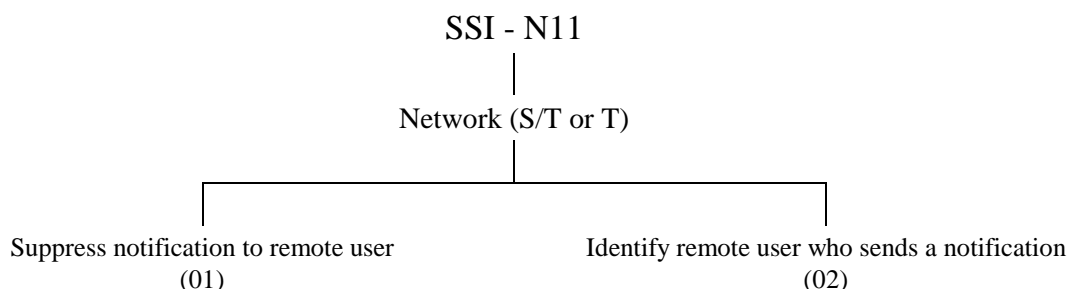 SSI - N11
Network (S/T or T)
Suppress notification to remote user
(01)
Identify remote user who sends a notification
(02)